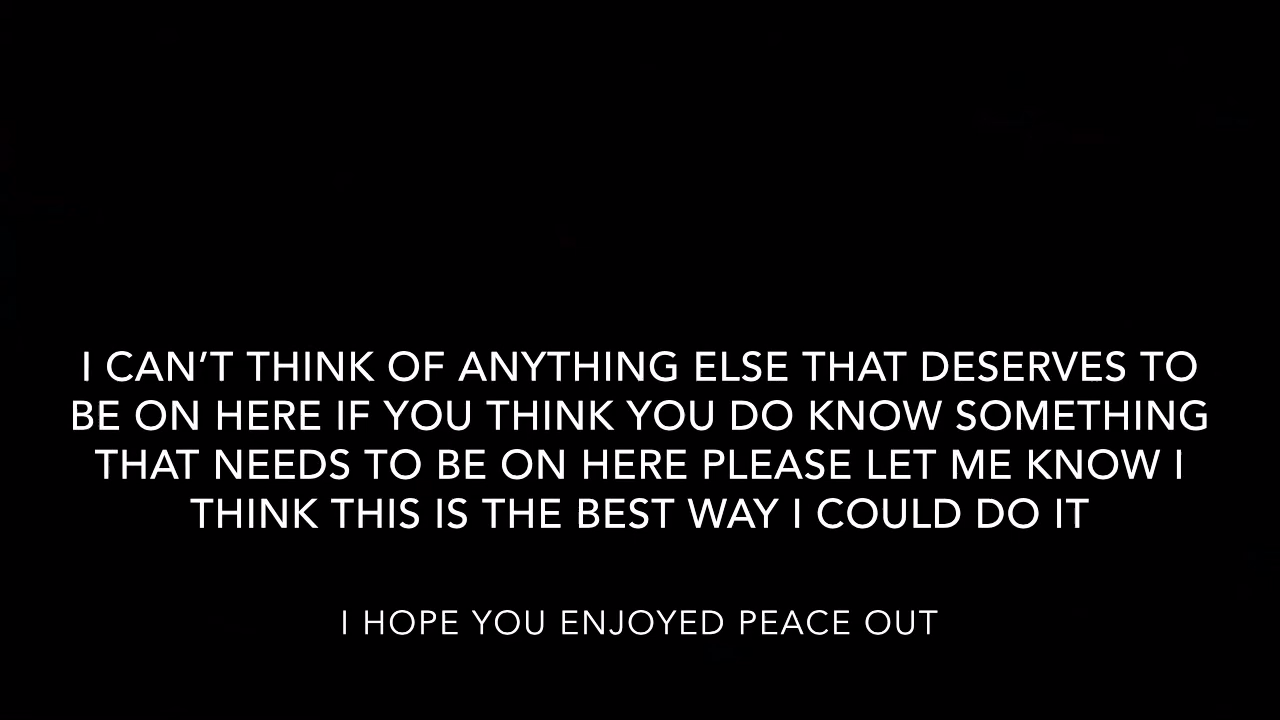 I CAN’T THINK OF ANYTHING ELSE THAT DESERVES TO
BE ON HERE IF YOU THINK YOU DO KNOW SOMETHING
THAT NEEDS TO BE ON HERE PLEASE LET ME KNOW I
THINK THIS IS THE BEST WAY I COULD DO IT
I HOPE YOU ENJOYED PEACE OUT